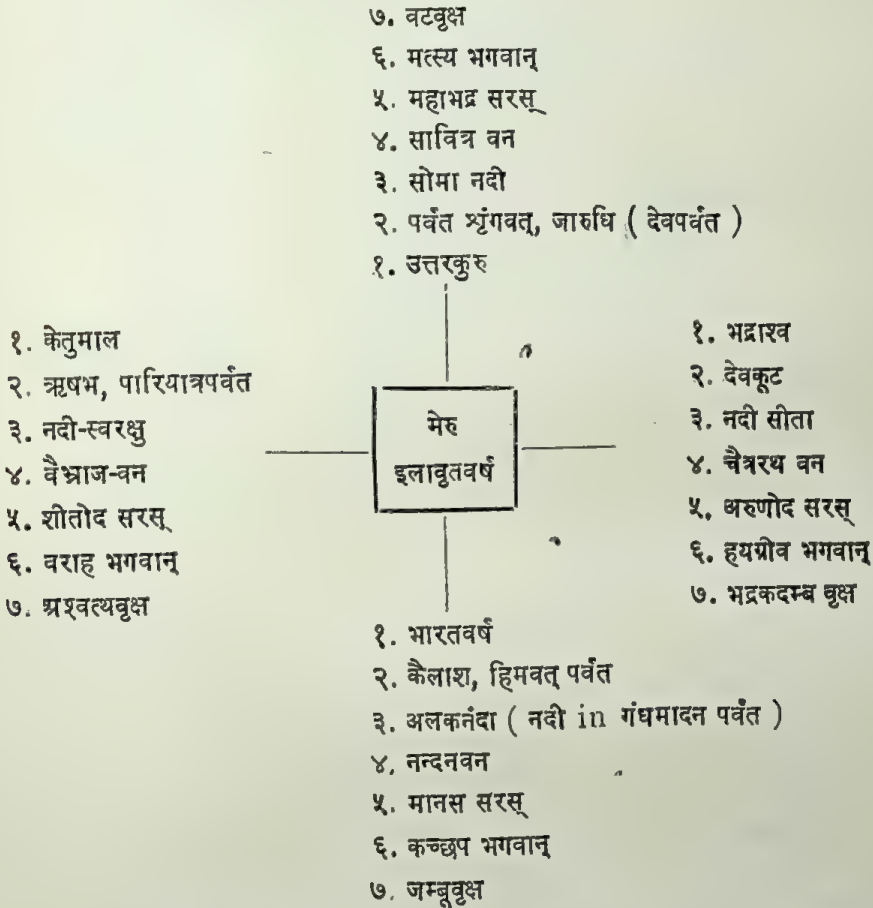 ७. वटवृक्ष
६. मत्स्य भगवान्
५. महाभद्र सरस्
४. सावित्र वन
३. सोमा नदी
२. पर्वत शृंगवत्, जारुधि ( देवपर्वत )
१. उत्तरकुरु
१. केतुमाल
२. ऋषभ, पारियात्रपर्वत
३. नदी-स्वरक्षु
४. वैभ्राज-वन
५. शीतोद सरस्
६. वराह भगवान्
७. अश्वत्थवृक्ष
मेरु
इलावृतवर्ष
१. भद्राश्व
२. देवकूट
३. नदी सीता
४. चैत्ररथ वन
५. अरुणोद सरस्
६. हयग्रीव भगवान्
७. भद्रकदम्ब वृक्ष
१. भारतवर्ष
२. कैलाश, हिमवत् पर्वत
३. अलकनंदा ( नदी in गंधमादन पर्वत )
४. नन्दनवन
५. मानस सरस्
६. कच्छप भगवान्
७. जम्बूवृक्ष